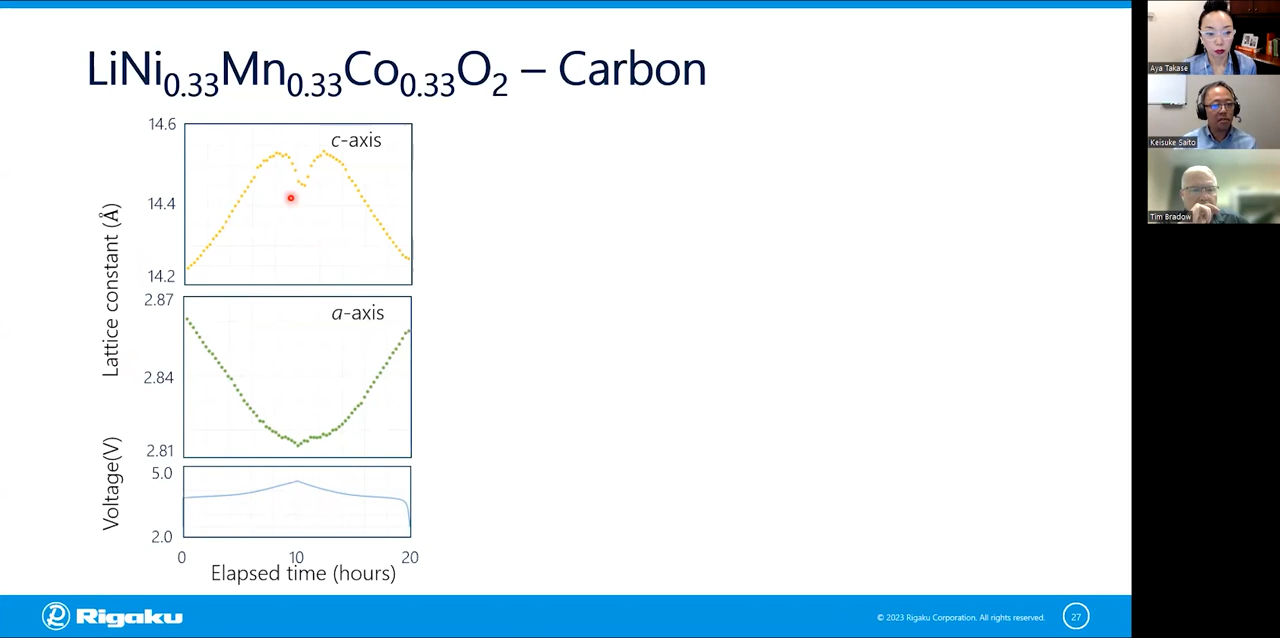 LiNi0.33Mn0.33Co0.33O2 – Carbon
14.6
c-axis
14.4
14.2
Lattice constant (Å)
2.87
a-axis
2.84
2.81
5.0
Voltage(V)
2.0
0
10
20
Elapsed time (hours)
Rigaku
© 2023 Rigaku Corporation. All rights reserved.
27
Aya Takase
Keisuke Saito
Tim Bradow